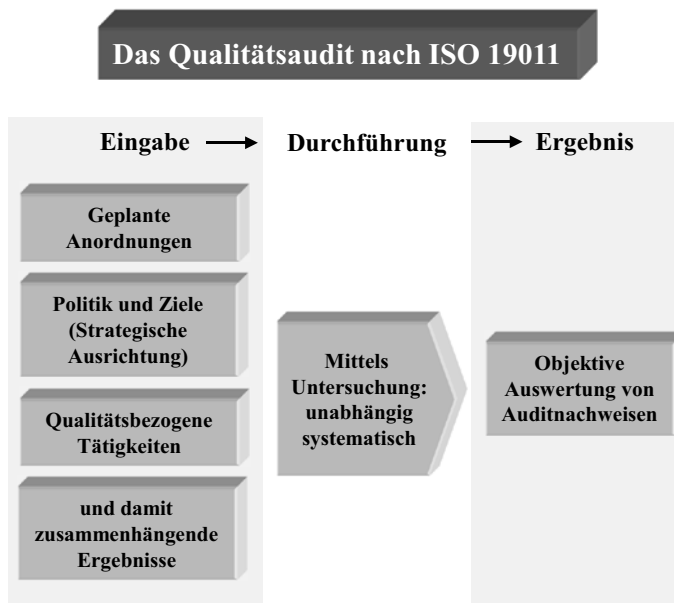 Das Qualitätsaudit nach ISO 19011
Eingabe
Durchführung
Ergebnis
Geplante
Anordnungen
Politik und Ziele
(Strategische
Ausrichtung)
Qualitätsbezogene
Tätigkeiten
und damit
zusammenhängende
Ergebnisse
Mittels
Untersuchung:
unabhängig
systematisch
Objektive
Auswertung von
Auditnachweisen